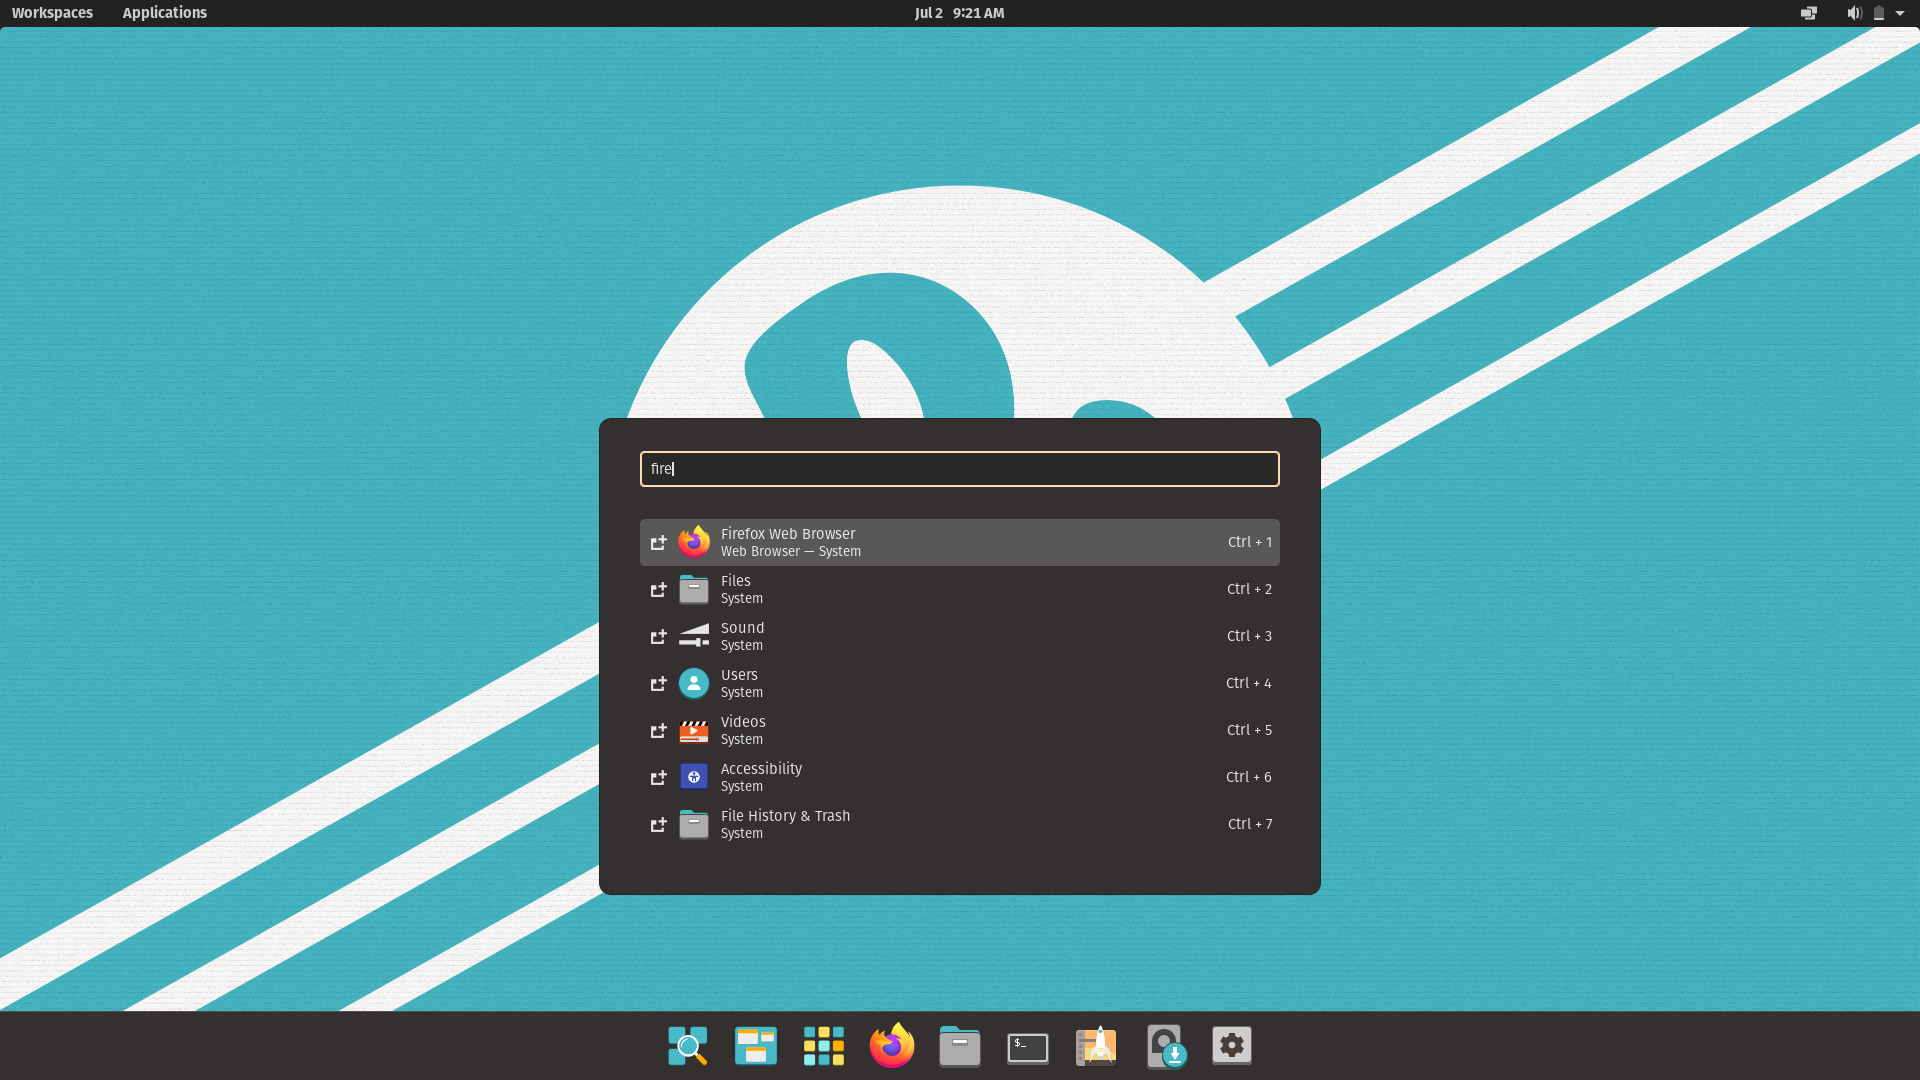 Workspaces Applications Jul 2 9:21 AM
fire
Firefox Web Browser
Web Browser — System
Ctrl + 1
Files
System
Ctrl + 2
Sound
System
Ctrl + 3
Users
System
Ctrl + 4
Videos
System
Ctrl + 5
Accessibility
System
Ctrl + 6
File History & Trash
System
Ctrl + 7
$_